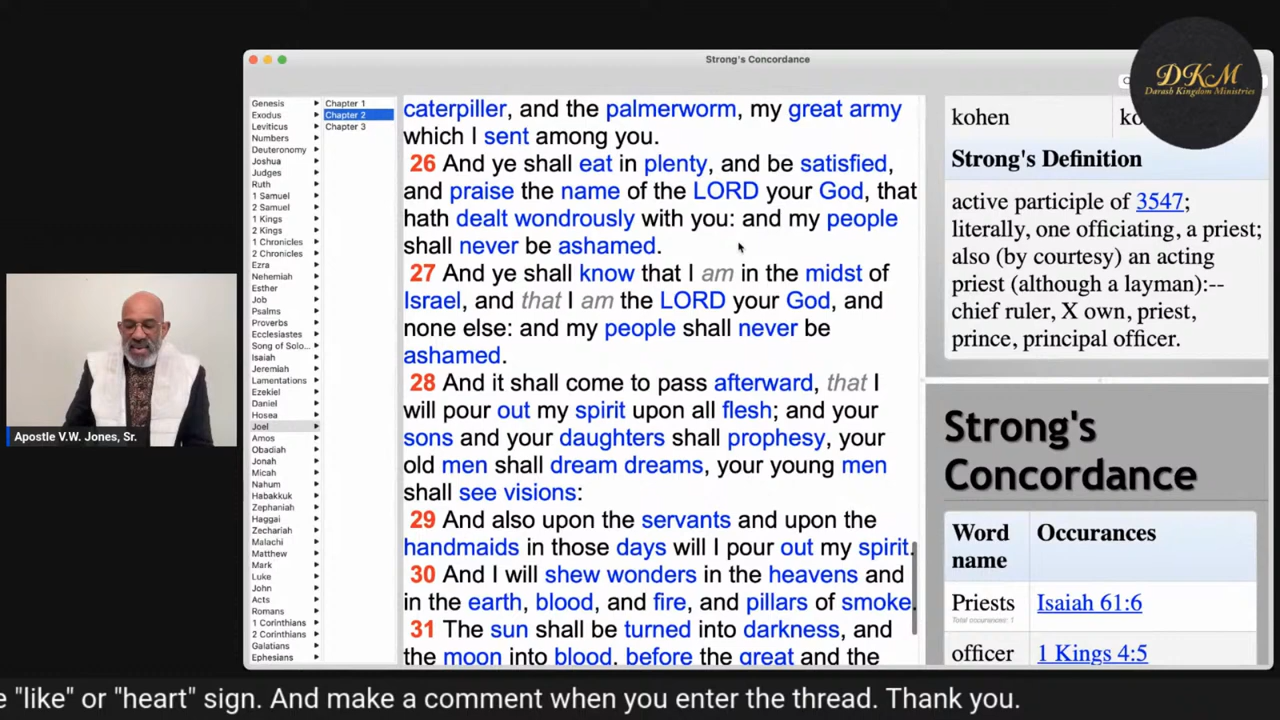 Strong's Concordance
DKM
Darash Kingdom Ministries
Genesis
Exodus
Leviticus
Numbers
Deuteronomy
Joshua
Judges
Ruth
1 Samuel
2 Samuel
1 Kings
2 Kings
1 Chronicles
2 Chronicles
Ezra
Nehemiah
Esther
Job
Psalms
Proverbs
Ecclesiastes
Song of Solo...
Isaiah
Jeremiah
Lamentations
Ezekiel
Daniel
Hosea
Joel
Amos
Obadiah
Jonah
Micah
Nahum
Habakkuk
Zephaniah
Haggai
Zechariah
Malachi
Matthew
Mark
Luke
John
Acts
Romans
1 Corinthians
2 Corinthians
Galatians
Ephesians
Chapter 1
Chapter 2
Chapter 3
caterpiller, and the palmerworm, my great army
which I sent among you.
26 And ye shall eat in plenty, and be satisfied,
and praise the name of the LORD your God, that
hath dealt wondrously with you: and my people
shall never be ashamed.
27 And ye shall know that I am in the midst of
Israel, and that I am the LORD your God, and
none else: and my people shall never be
ashamed.
28 And it shall come to pass afterward, that I
will pour out my spirit upon all flesh; and your
sons and your daughters shall prophesy, your
old men shall dream dreams, your young men
shall see visions:
29 And also upon the servants and upon the
handmaids in those days will I pour out my spirit.
30 And I will shew wonders in the heavens and
in the earth, blood, and fire, and pillars of smoke.
31 The sun shall be turned into darkness, and
the moon into blood, before the great and the
kohen
Strong's Definition
active participle of 3547;
literally, one officiating, a priest;
also (by courtesy) an acting
priest (although a layman):--
chief ruler, X own, priest,
prince, principal officer.
Strong's
Concordance
Word name Occurances
Priests Isaiah 61:6
Total occurances: 1
officer 1 Kings 4:5
Apostle V.W. Jones, Sr.
"like" or "heart" sign. And make a comment when you enter the thread. Thank you.